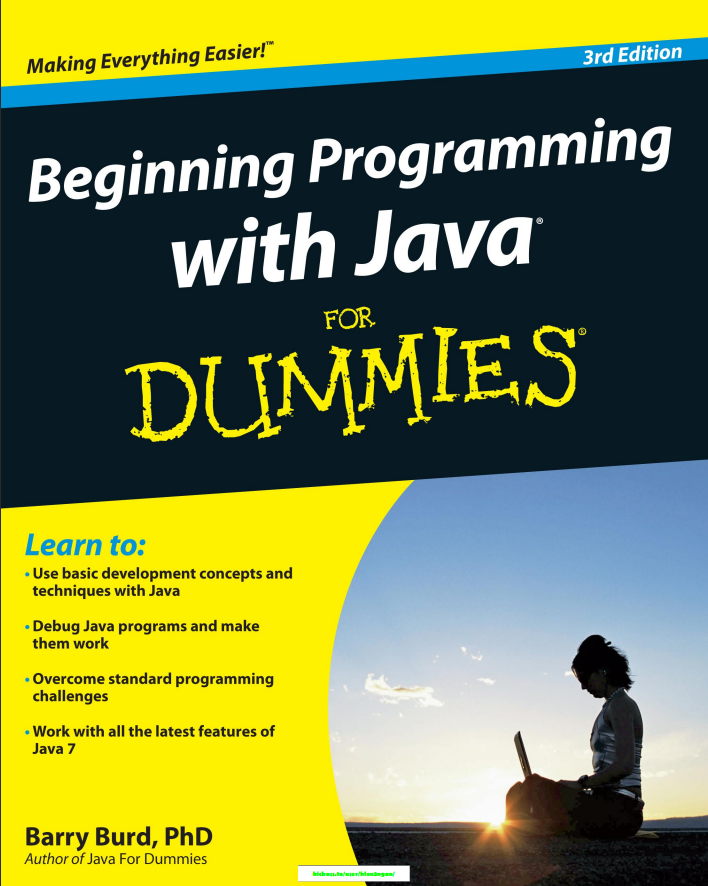 Making Everything Easier!™
3rd Edition
Beginning Programming
with Java®
FOR
DUMMIES®
Learn to:
• Use basic development concepts and
techniques with Java
• Debug Java programs and make
them work
• Overcome standard programming
challenges
• Work with all the latest features of
Java 7
Barry Burd, PhD
Author of Java For Dummies